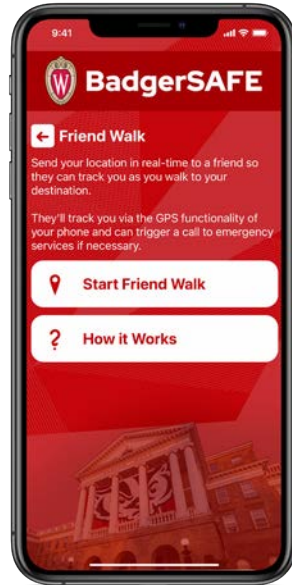 9:41
W
BadgerSAFE
Friend Walk
Send your location in real-time to a friend so
they can track you as you walk to your
destination.
They'll track you via the GPS functionality of
your phone and can trigger a call to emergency
services if necessary.
Start Friend Walk
? How it Works